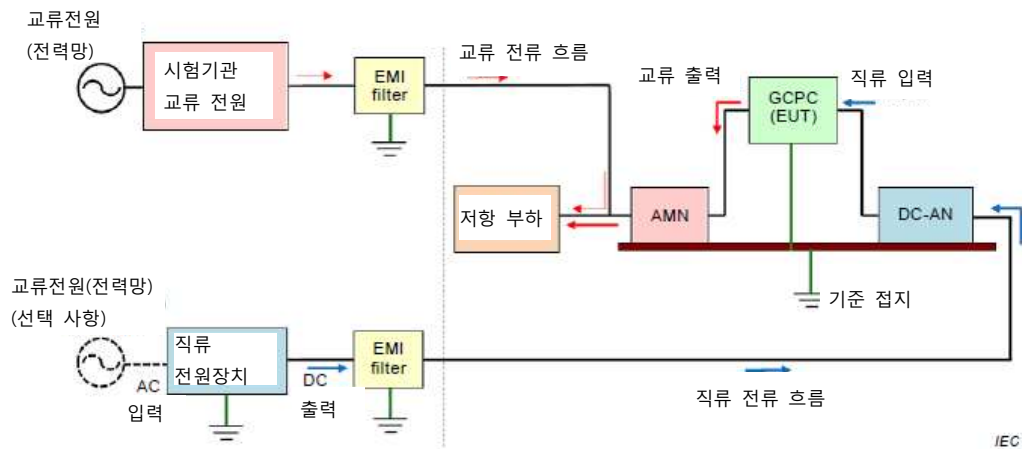 교류전원
(전력망)
시험기관
교류 전원
EMI
filter
교류 전류 흐름
교류 출력
GCPC
(EUT)
직류 입력
저항 부하
AMN
DC-AN
기준 접지
교류전원(전력망)
(선택 사항)
AC
입력
직류
전원장치
DC
출력
EMI
filter
직류 전류 흐름
IEC